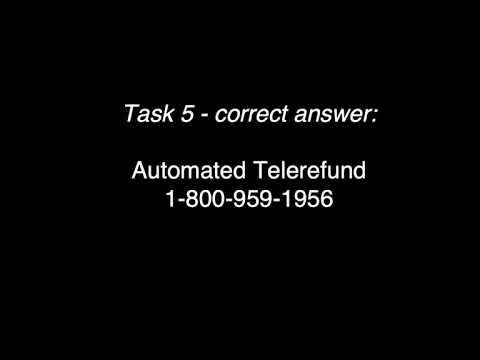 Task 5 - correct answer:
Automated Telerefund
1-800-959-1956